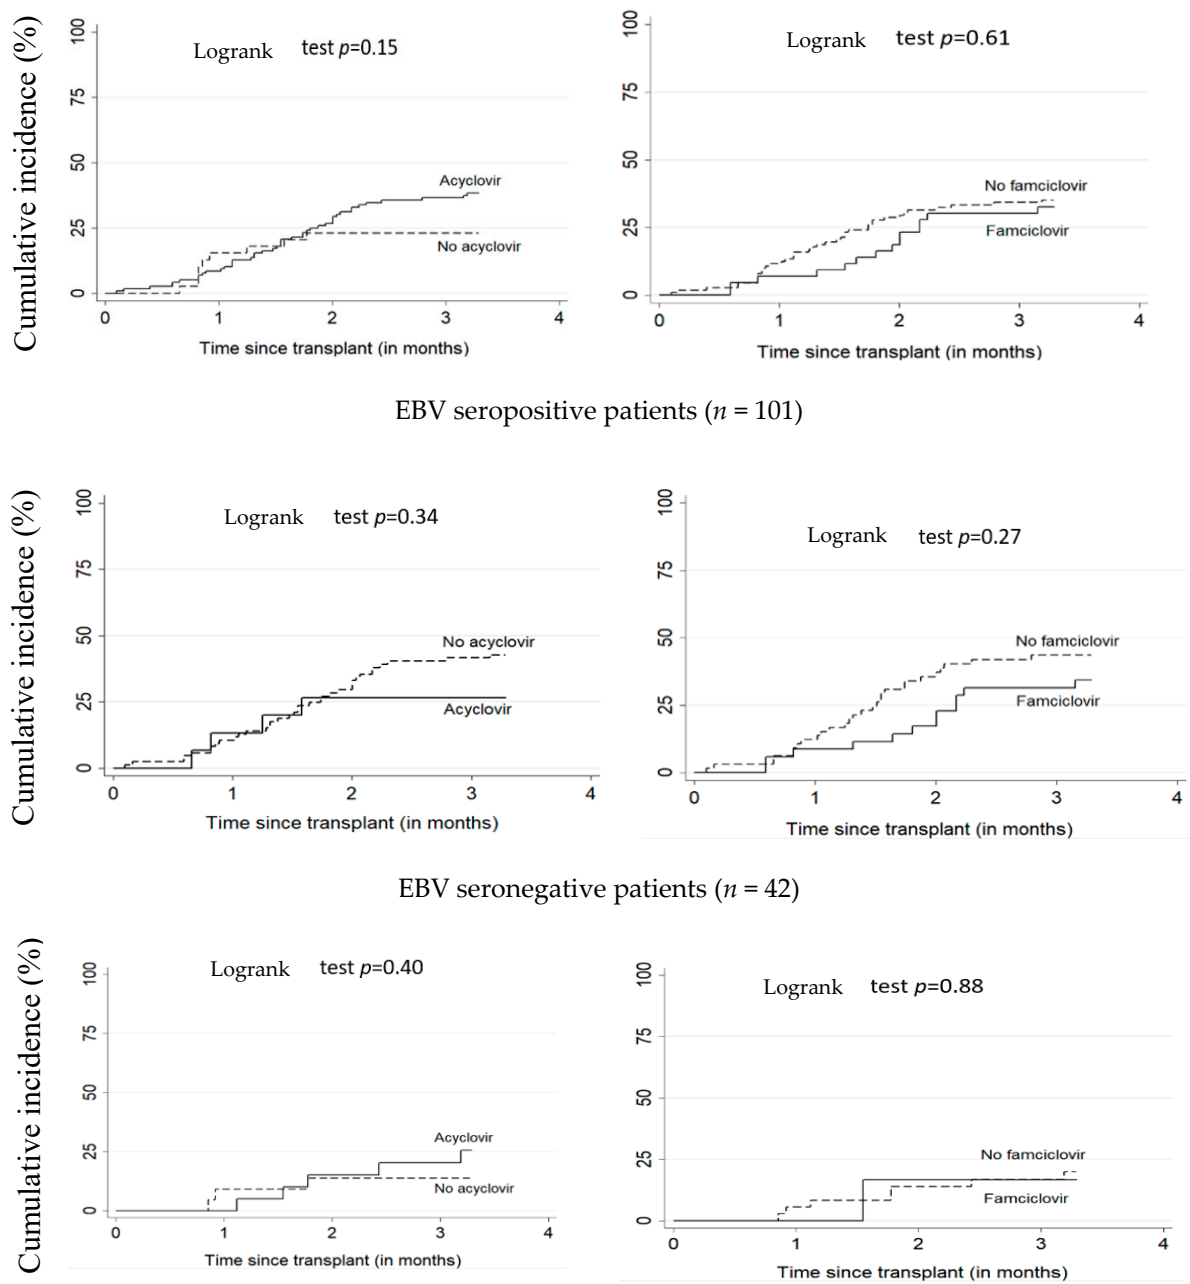 Cumulative incidence (%)
100
75
50
25
0
Logrank test p=0.15
Acyclovir
No acyclovir
0 1 2 3 4
Time since transplant (in months)
100
75
50
25
0
Logrank test p=0.61
No famciclovir
Famciclovir
0 1 2 3 4
Time since transplant (in months)
EBV seropositive patients (n = 101)
Cumulative incidence (%)
100
75
50
25
0
Logrank test p=0.34
No acyclovir
Acyclovir
0 1 2 3 4
Time since transplant (in months)
100
75
50
25
0
Logrank test p=0.27
No famciclovir
Famciclovir
0 1 2 3 4
Time since transplant (in months)
EBV seronegative patients (n = 42)
Cumulative incidence (%)
100
75
50
25
0
Logrank test p=0.40
Acyclovir
No acyclovir
0 1 2 3 4
Time since transplant (in months)
100
75
50
25
0
Logrank test p=0.88
No famciclovir
Famciclovir
0 1 2 3 4
Time since transplant (in months)